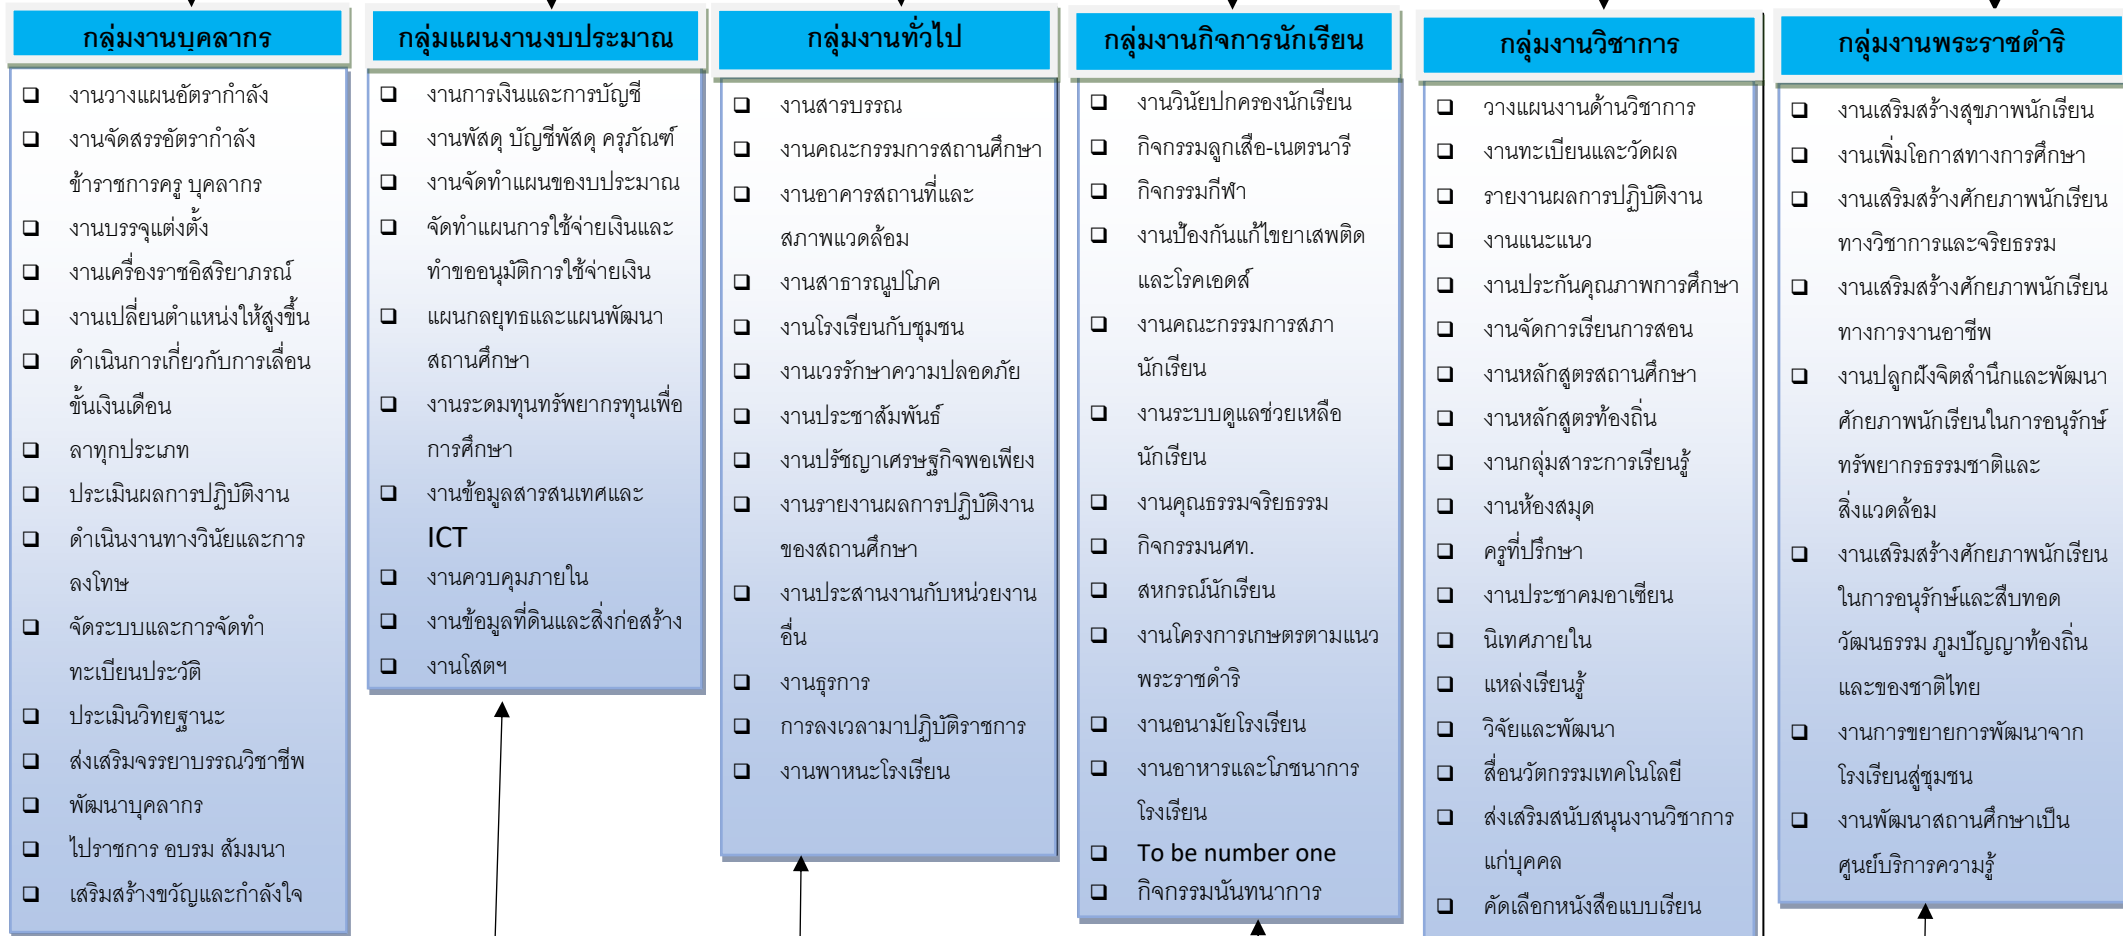 กลุ่มงานบุคลากร
งานวางแผนอัตรากำลัง
งานจัดสรรอัตรากำลัง
ข้าราชการครู บุคลากร
งานบรรจุแต่งตั้ง
งานเครื่องราชอิสริยาภรณ์
งานเปลี่ยนตำแหน่งให้สูงขึ้น
ดำเนินการเกี่ยวกับการเลื่อน
ขั้นเงินเดือน
ลาทุกประเภท
ประเมินผลการปฏิบัติงาน
ดำเนินงานทางวินัยและการ
ลงโทษ
จัดระบบและการจัดทำ
ทะเบียนประวัติ
ประเมินวิทยฐานะ
ส่งเสริมจรรยาบรรณวิชาชีพ
พัฒนาบุคลากร
ไปราชการ อบรม สัมมนา
เสริมสร้างขวัญและกำลังใจ
กลุ่มแผนงานงบประมาณ
งานการเงินและการบัญชี
งานพัสดุ บัญชีพัสดุ ครุภัณฑ์
งานจัดทำแผนของบประมาณ
จัดทำแผนการใช้จ่ายเงินและ
ทำขออนุมัติการใช้จ่ายเงิน
แผนกลยุทธและแผนพัฒนา
สถานศึกษา
งานระดมทุนทรัพยากรทุนเพื่อ
การศึกษา
งานข้อมูลสารสนเทศและ
ICT
งานควบคุมภายใน
งานข้อมูลที่ดินและสิ่งก่อสร้าง
งานโสตฯ
กลุ่มงานทั่วไป
งานสารบรรณ
งานคณะกรรมการสถานศึกษา
งานอาคารสถานที่และ
สภาพแวดล้อม
งานสาธารณูปโภค
งานโรงเรียนกับชุมชน
งานเวรรักษาความปลอดภัย
งานประชาสัมพันธ์
งานปรัชญาเศรษฐกิจพอเพียง
งานรายงานผลการปฏิบัติงาน
ของสถานศึกษา
งานประสานงานกับหน่วยงาน
อื่น
งานธุรการ
การลงเวลามาปฏิบัติราชการ
งานพาหนะโรงเรียน
กลุ่มงานกิจการนักเรียน
งานวินัยปกครองนักเรียน
กิจกรรมลูกเสือ-เนตรนารี
กิจกรรมกีฬา
งานป้องกันแก้ไขยาเสพติด
และโรคเอดส์
งานคณะกรรมการสภา
นักเรียน
งานระบบดูแลช่วยเหลือ
นักเรียน
งานคุณธรรมจริยธรรม
กิจกรรมนศท.
สหกรณ์นักเรียน
งานโครงการเกษตรตามแนว
พระราชดำริ
งานอนามัยโรงเรียน
งานอาหารและโภชนาการ
โรงเรียน
To be number one
กิจกรรมนันทนาการ
กลุ่มงานวิชาการ
วางแผนงานด้านวิชาการ
งานทะเบียนและวัดผล
รายงานผลการปฏิบัติงาน
งานแนะแนว
งานประกันคุณภาพการศึกษา
งานจัดการเรียนการสอน
งานหลักสูตรสถานศึกษา
งานหลักสูตรท้องถิ่น
งานกลุ่มสาระการเรียนรู้
งานห้องสมุด
ครูที่ปรึกษา
งานประชาคมอาเซียน
นิเทศภายใน
แหล่งเรียนรู้
วิจัยและพัฒนา
สื่อนวัตกรรมเทคโนโลยี
ส่งเสริมสนับสนุนงานวิชาการ
แก่บุคคล
คัดเลือกหนังสือแบบเรียน
กลุ่มงานพระราชดำริ
งานเสริมสร้างสุขภาพนักเรียน
งานเพิ่มโอกาสทางการศึกษา
งานเสริมสร้างศักยภาพนักเรียน
ทางวิชาการและจริยธรรม
งานเสริมสร้างศักยภาพนักเรียน
ทางการงานอาชีพ
งานปลูกฝังจิตสำนึกและพัฒนา
ศักยภาพนักเรียนในการอนุรักษ์
ทรัพยากรธรรมชาติและ
สิ่งแวดล้อม
งานเสริมสร้างศักยภาพนักเรียน
ในการอนุรักษ์และสืบทอด
วัฒนธรรม ภูมปัญญาท้องถิ่น
และของชาติไทย
งานการขยายการพัฒนาจาก
โรงเรียนสู่ชุมชน
งานพัฒนาสถานศึกษาเป็น
ศูนย์บริการความรู้